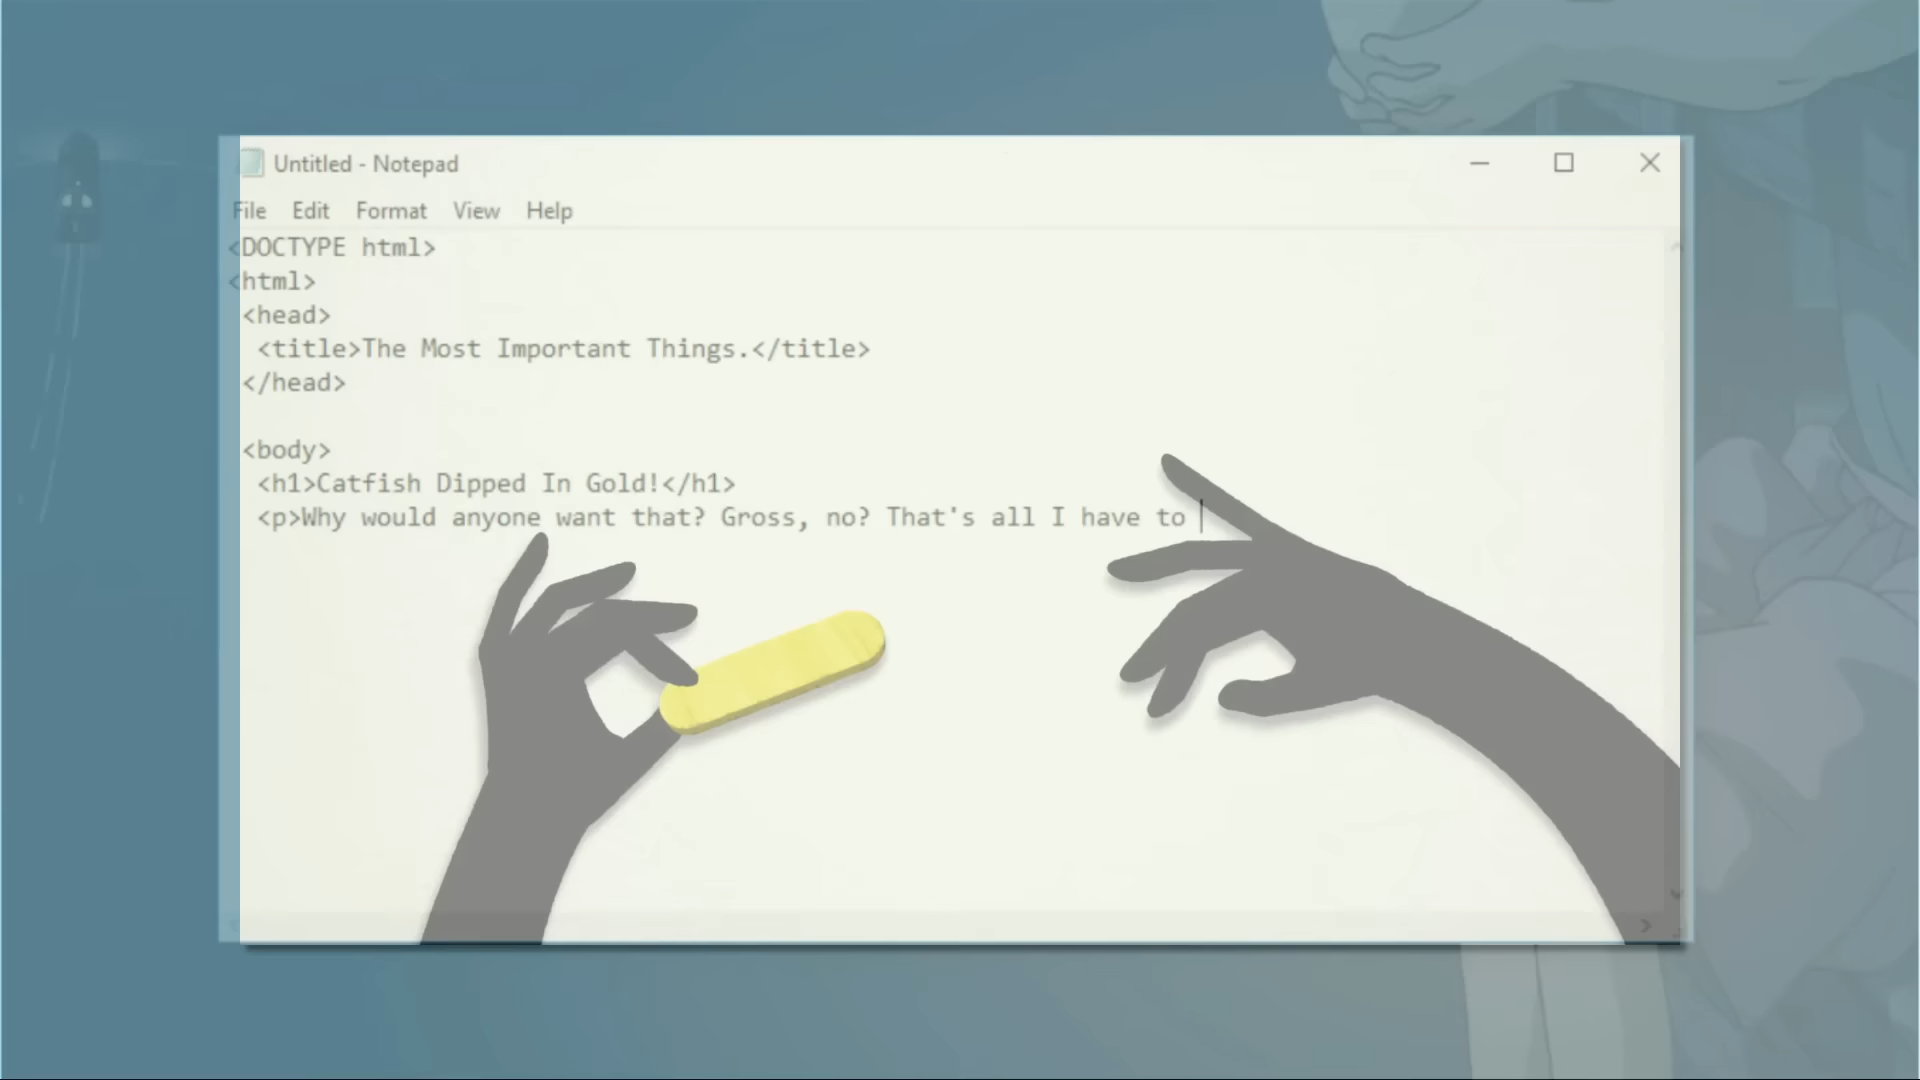 Untitled - Notepad
File Edit Format View Help
<DOCTYPE html>
<html>
<head>
<title>The Most Important Things.</title>
</head>
<body>
<h1>Catfish Dipped In Gold!</h1>
<p>Why would anyone want that? Gross, no? That's all I have to